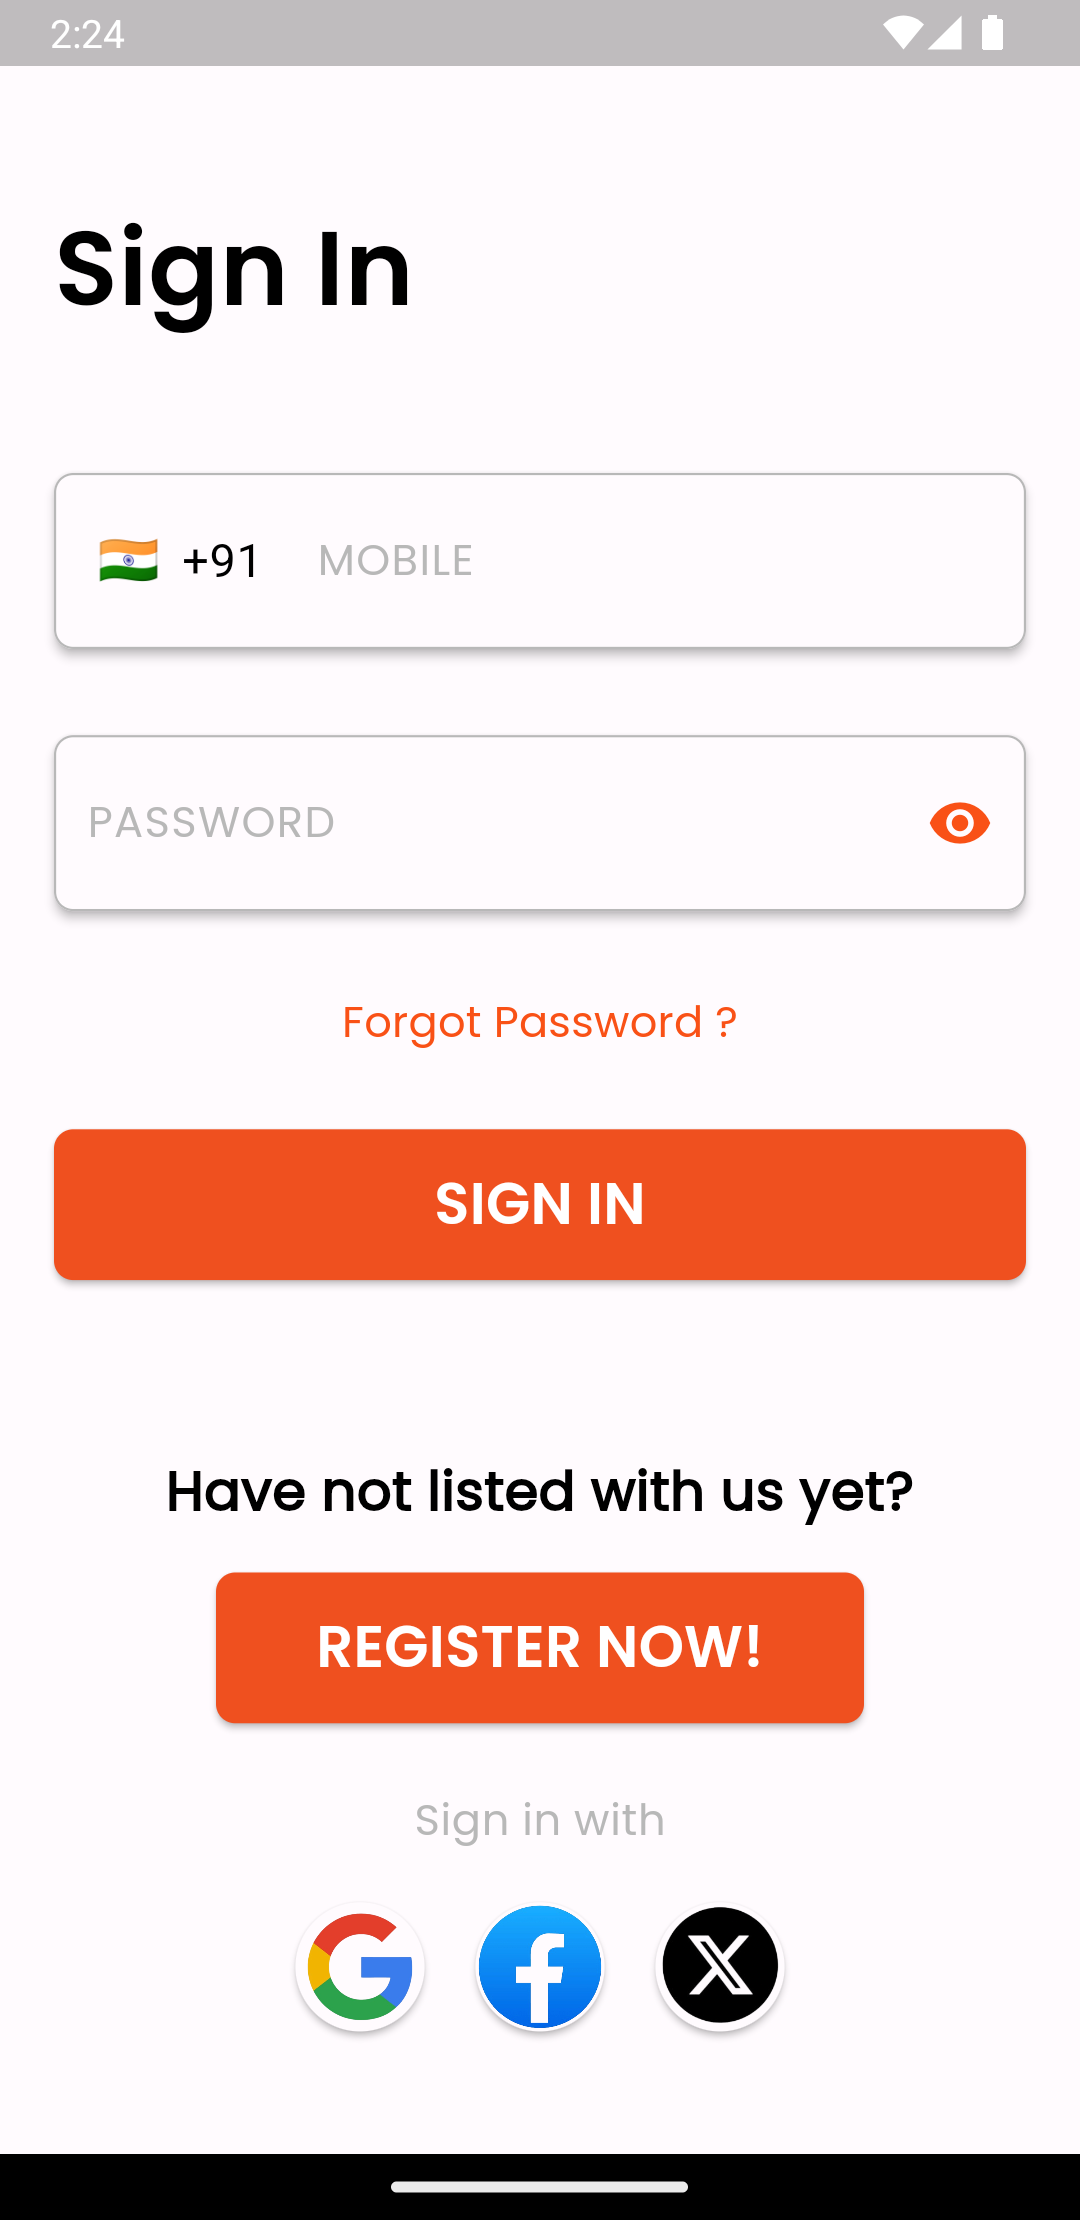 2:24
Sign In
+91 MOBILE
PASSWORD
Forgot Password ?
SIGN IN
Have not listed with us yet?
REGISTER NOW!
Sign in with